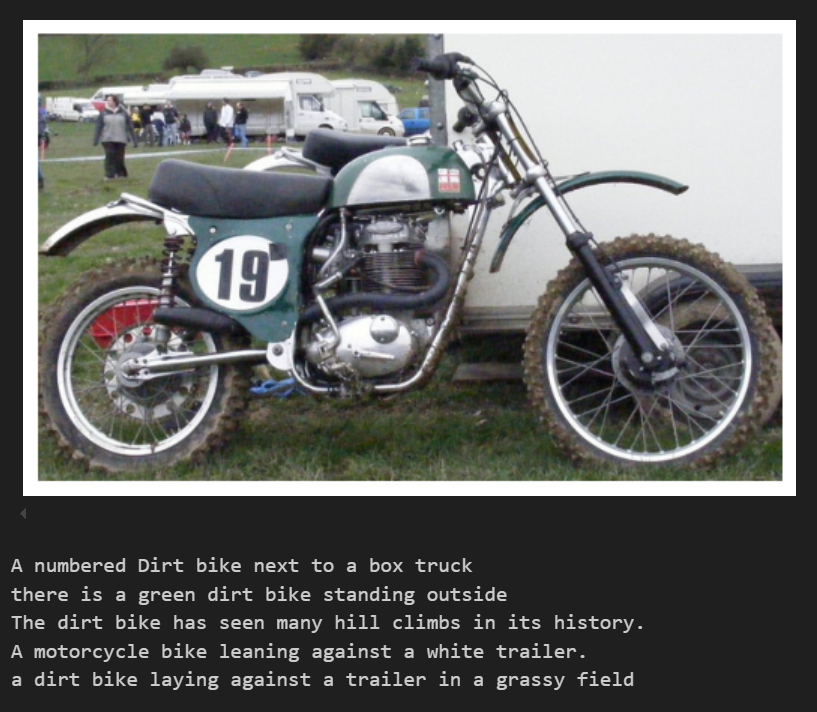 19
A numbered Dirt bike next to a box truck
there is a green dirt bike standing outside
The dirt bike has seen many hill climbs in its history.
A motorcycle bike leaning against a white trailer.
a dirt bike laying against a trailer in a grassy field